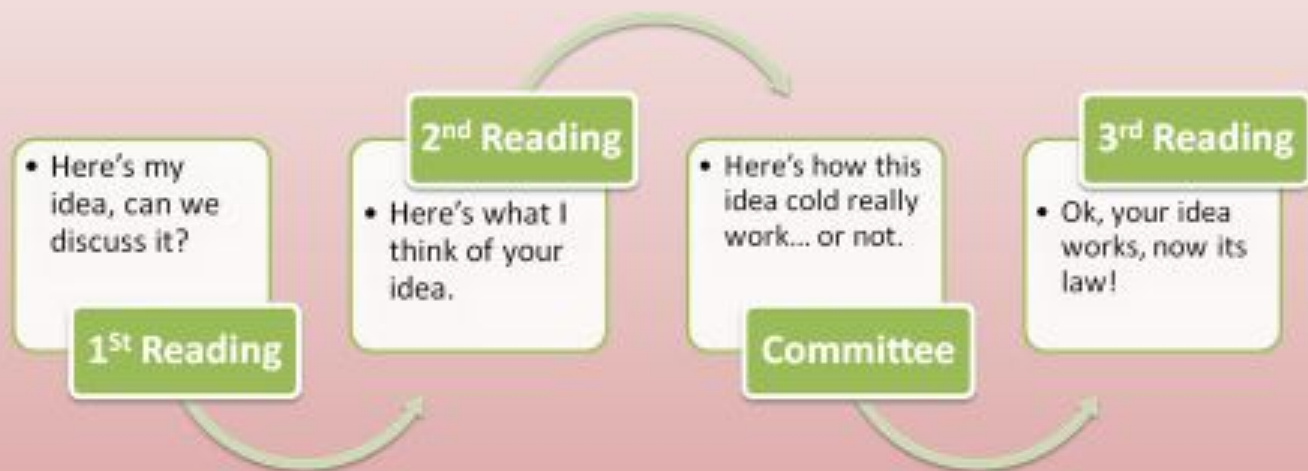 • Here's my
idea, can we
discuss it?
1St Reading
2nd Reading
• Here's what I
think of your
idea.
• Here's how this
idea cold really
work... or not.
Committee
3rd Reading
• Ok, your idea
works, now its
law!